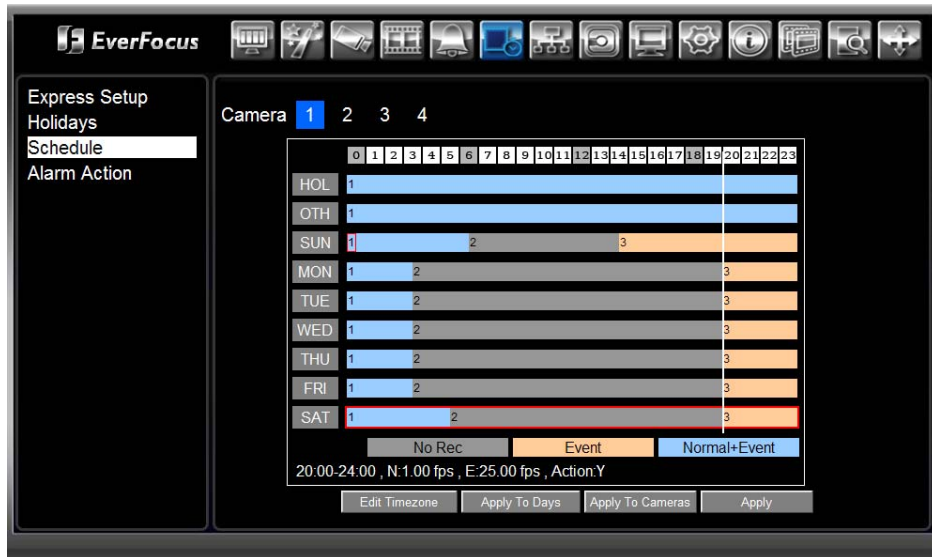 EverFocus
Express Setup
Holidays
Schedule
Alarm Action
Camera 1 2 3 4
0 1 2 3 4 5 6 7 8 9 10 11 12 13 14 15 16 17 18 19 20 21 22 23
HOL 1
OTH 1
SUN 1 2 3
MON 1 2 3
TUE 1 2 3
WED 1 2 3
THU 1 2 3
FRI 1 2 3
SAT 1 2 3
No Rec Event Normal+Event
20:00-24:00 , N:1.00 fps , E:25.00 fps , Action:Y
Edit Timezone Apply To Days Apply To Cameras Apply